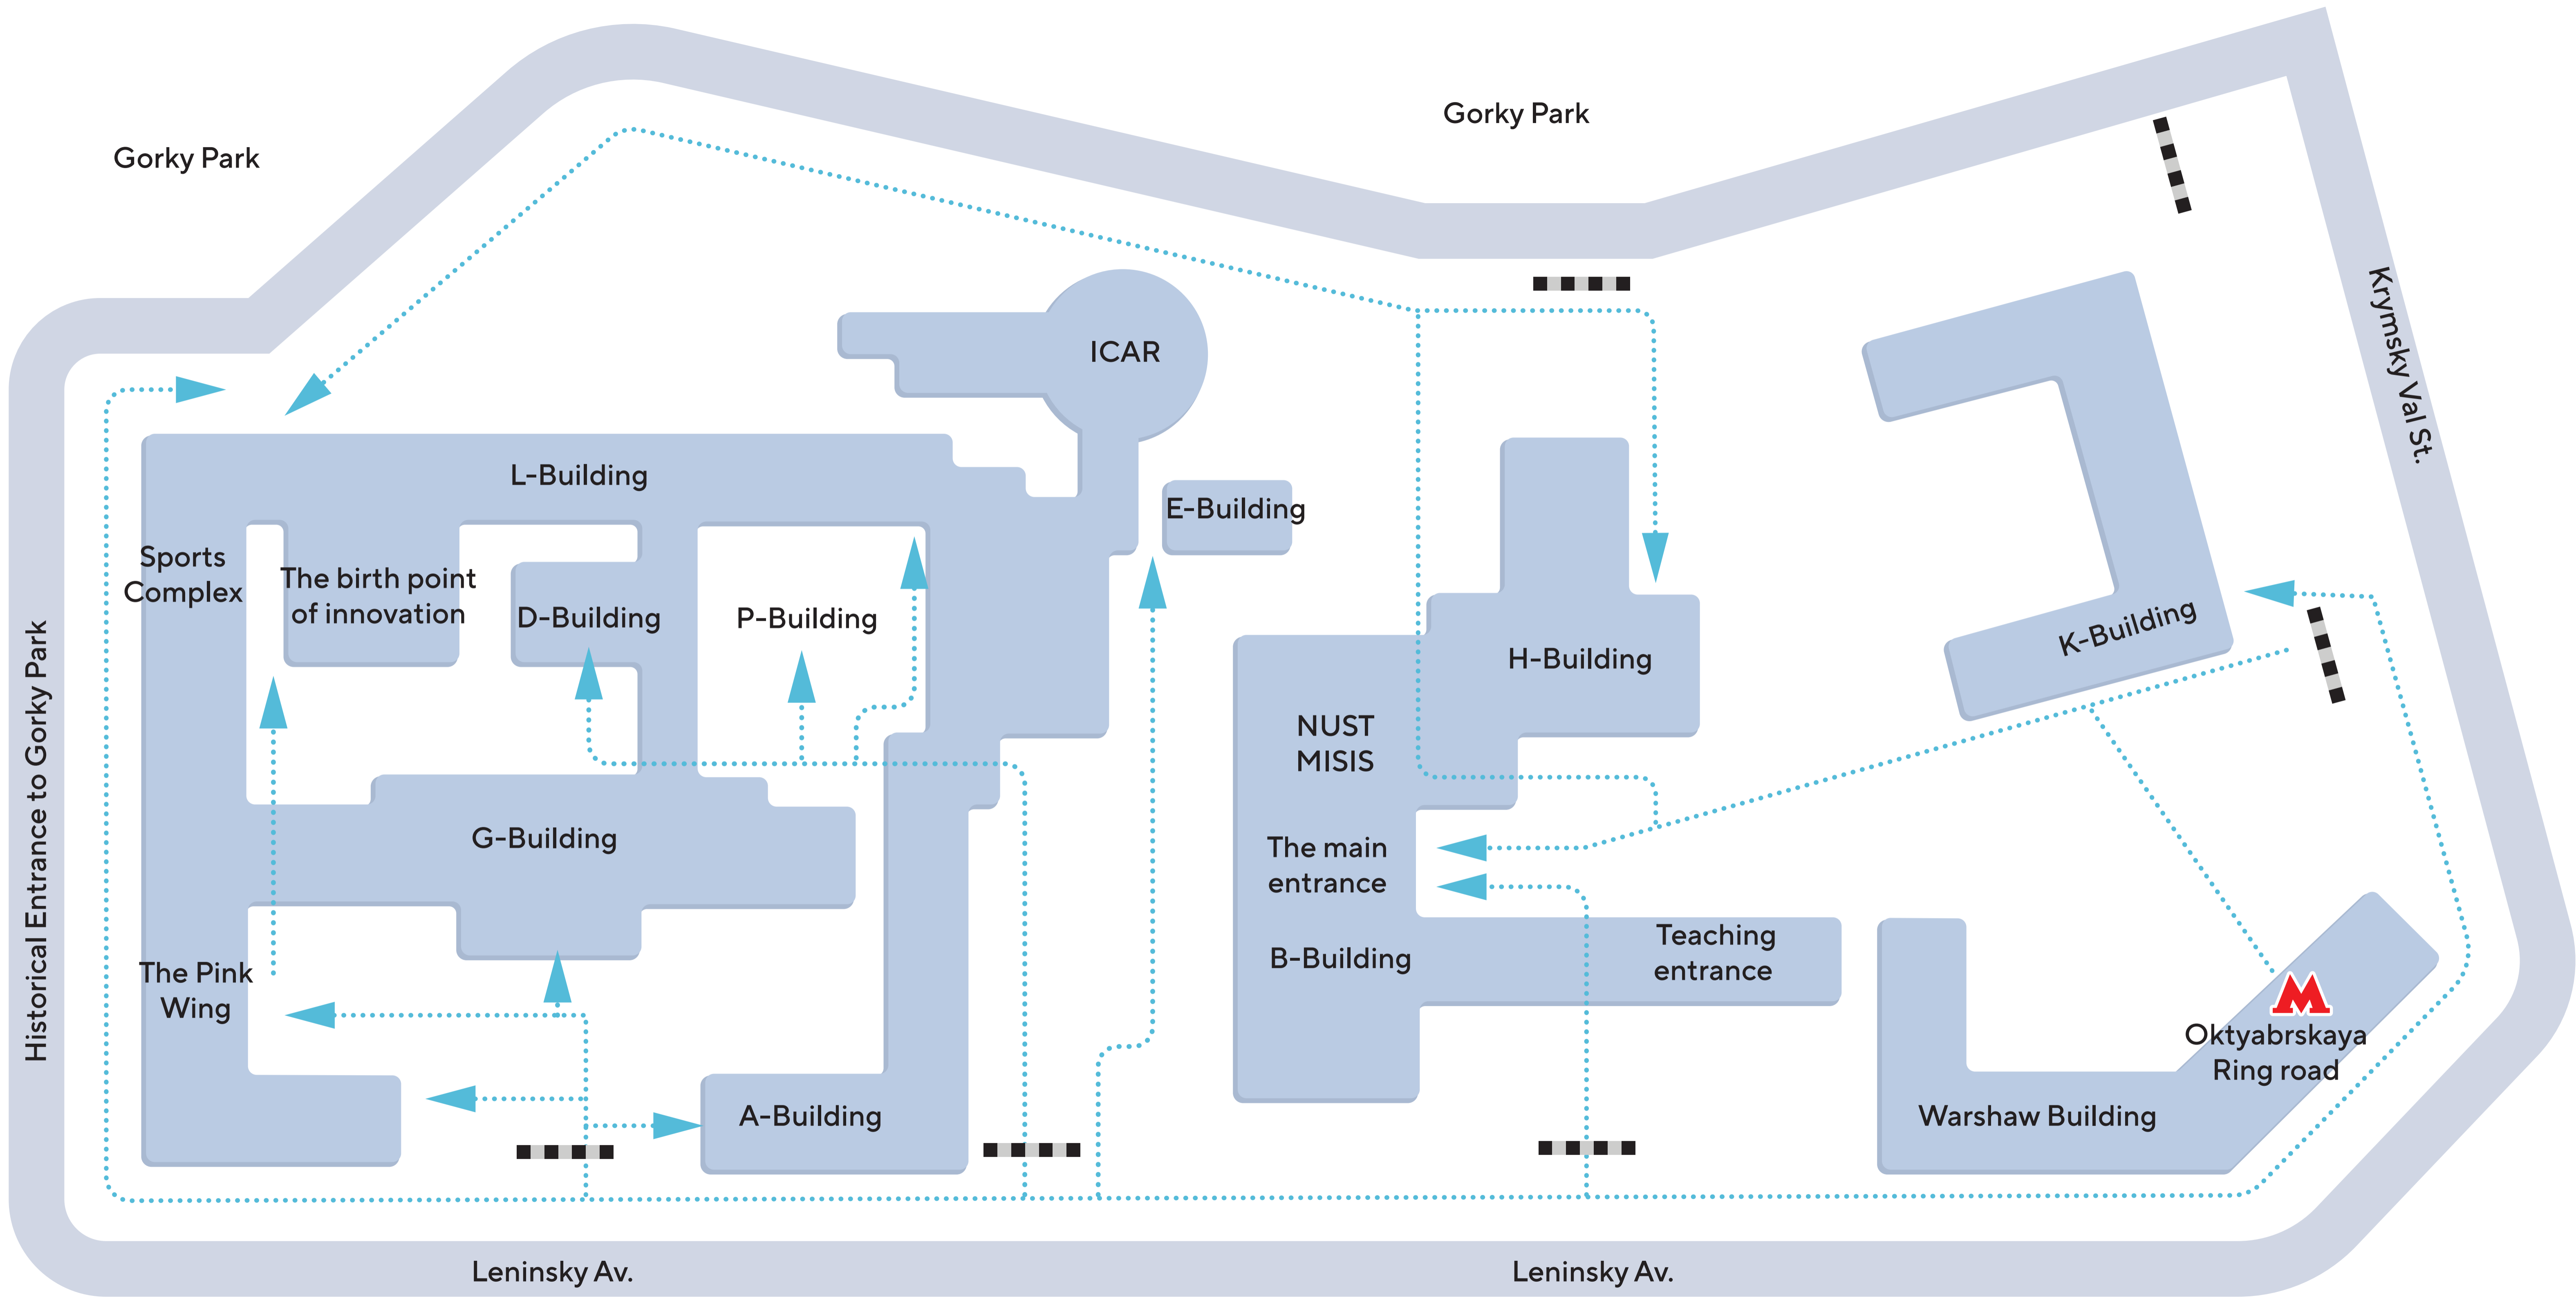 Gorky Park
Gorky Park
Krymsky Val St.
ICAR
L-Building
E-Building
Sports
Complex
The birth point
of innovation
D-Building
P-Building
H-Building
K-Building
Historical Entrance to Gorky Park
NUST
MISIS
G-Building
The main
entrance
The Pink
Wing
B-Building
Teaching
entrance
Oktyabrskaya
Ring road
A-Building
Warshaw Building
Leninsky Av.
Leninsky Av.